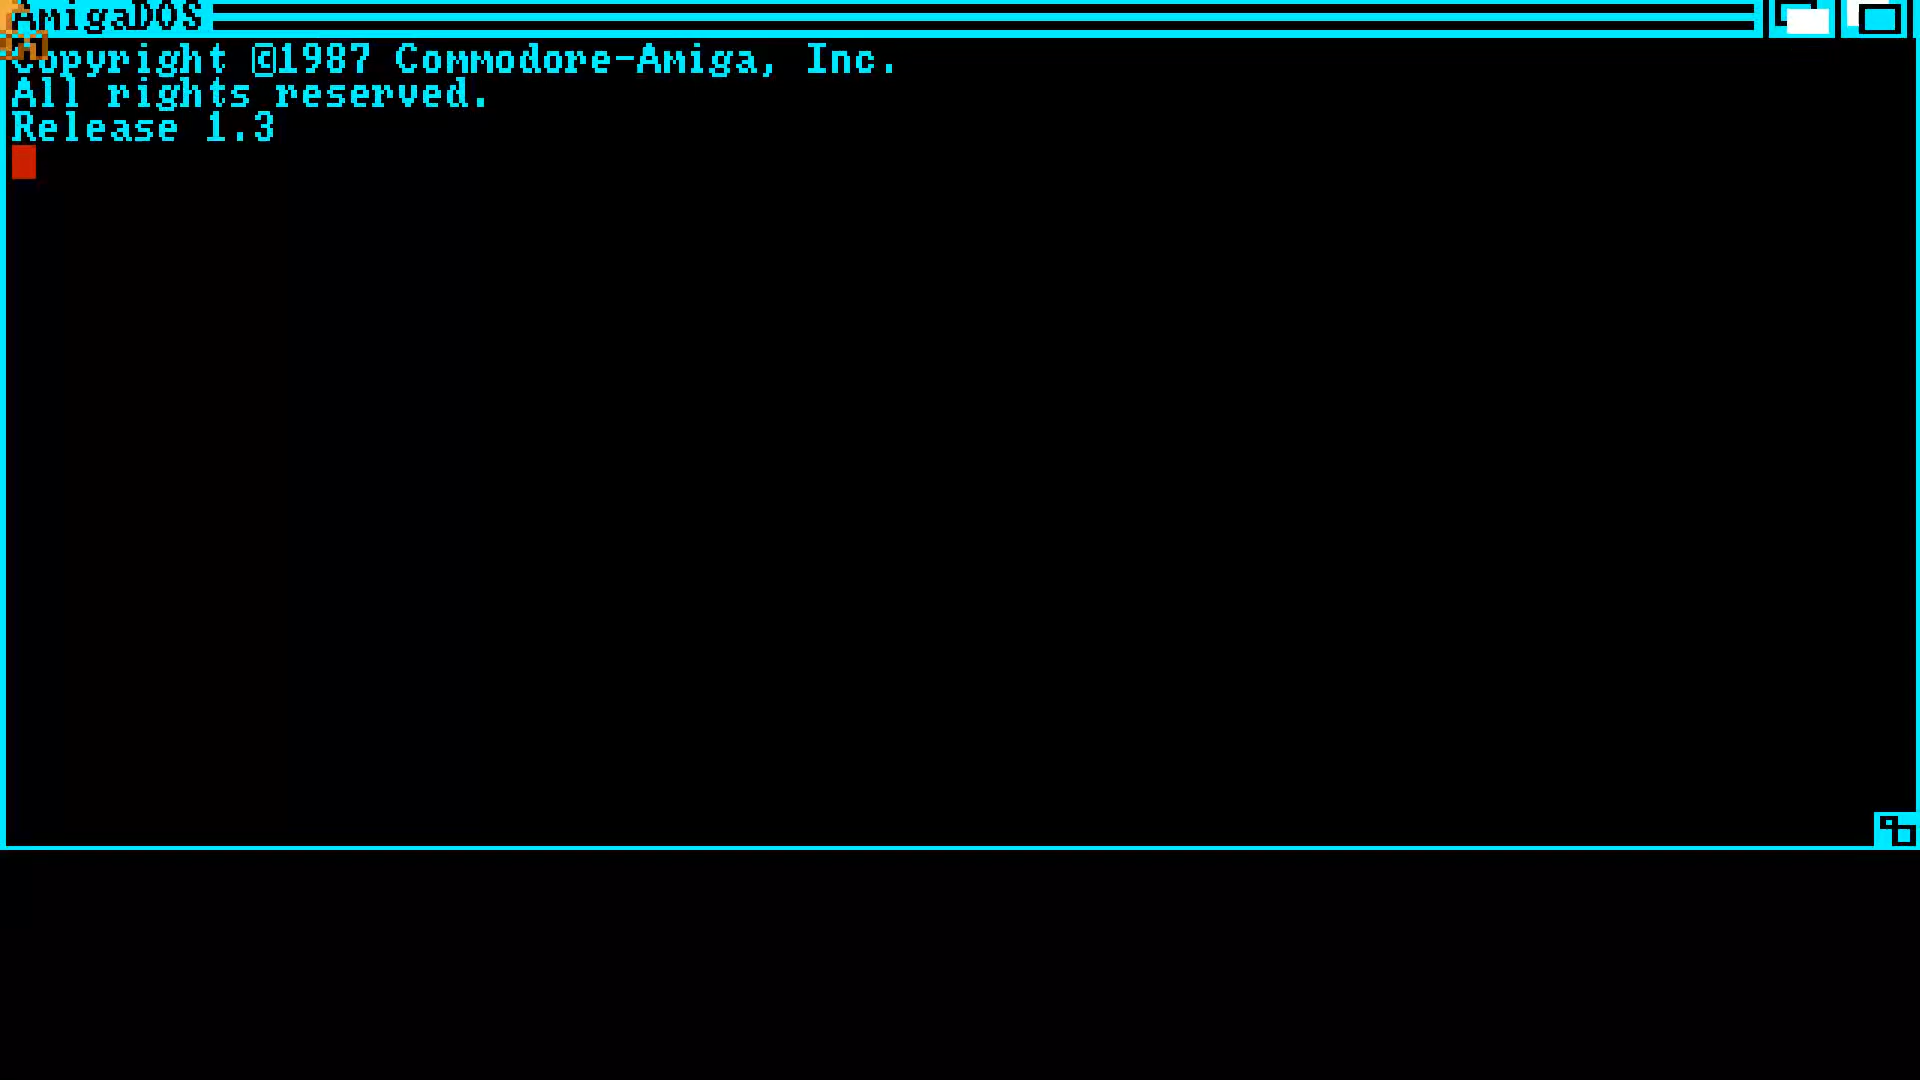 AmigaDOS
Copyright ©1987 Commodore-Amiga, Inc.
All rights reserved.
Release 1.3